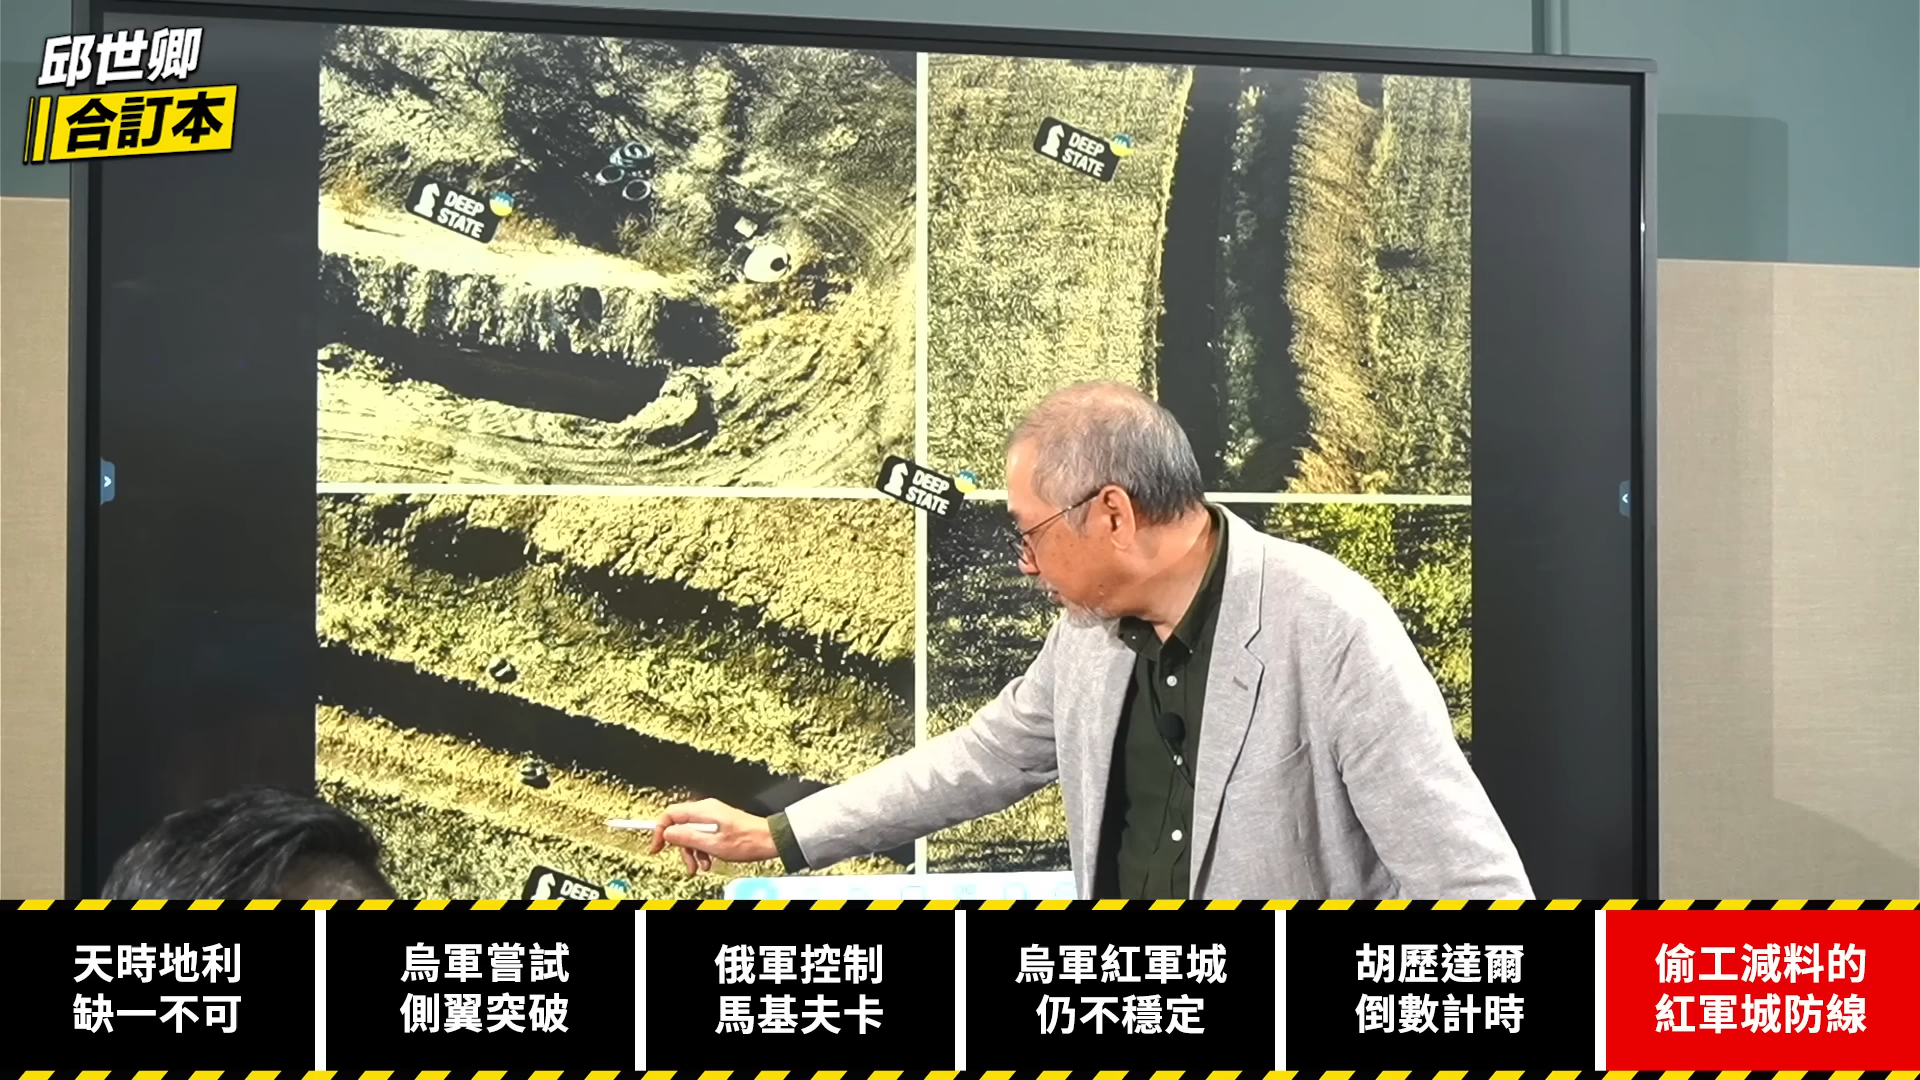 邱世卿
合訂本
DEEP
STATE
DEEP
STATE
DEEP
STATE
DEEP
天時地利
缺一不可
烏軍嘗試
側翼突破
俄軍控制
馬基夫卡
烏軍紅軍城
仍不穩定
胡歷達爾
倒數計時
偷工減料的
紅軍城防線